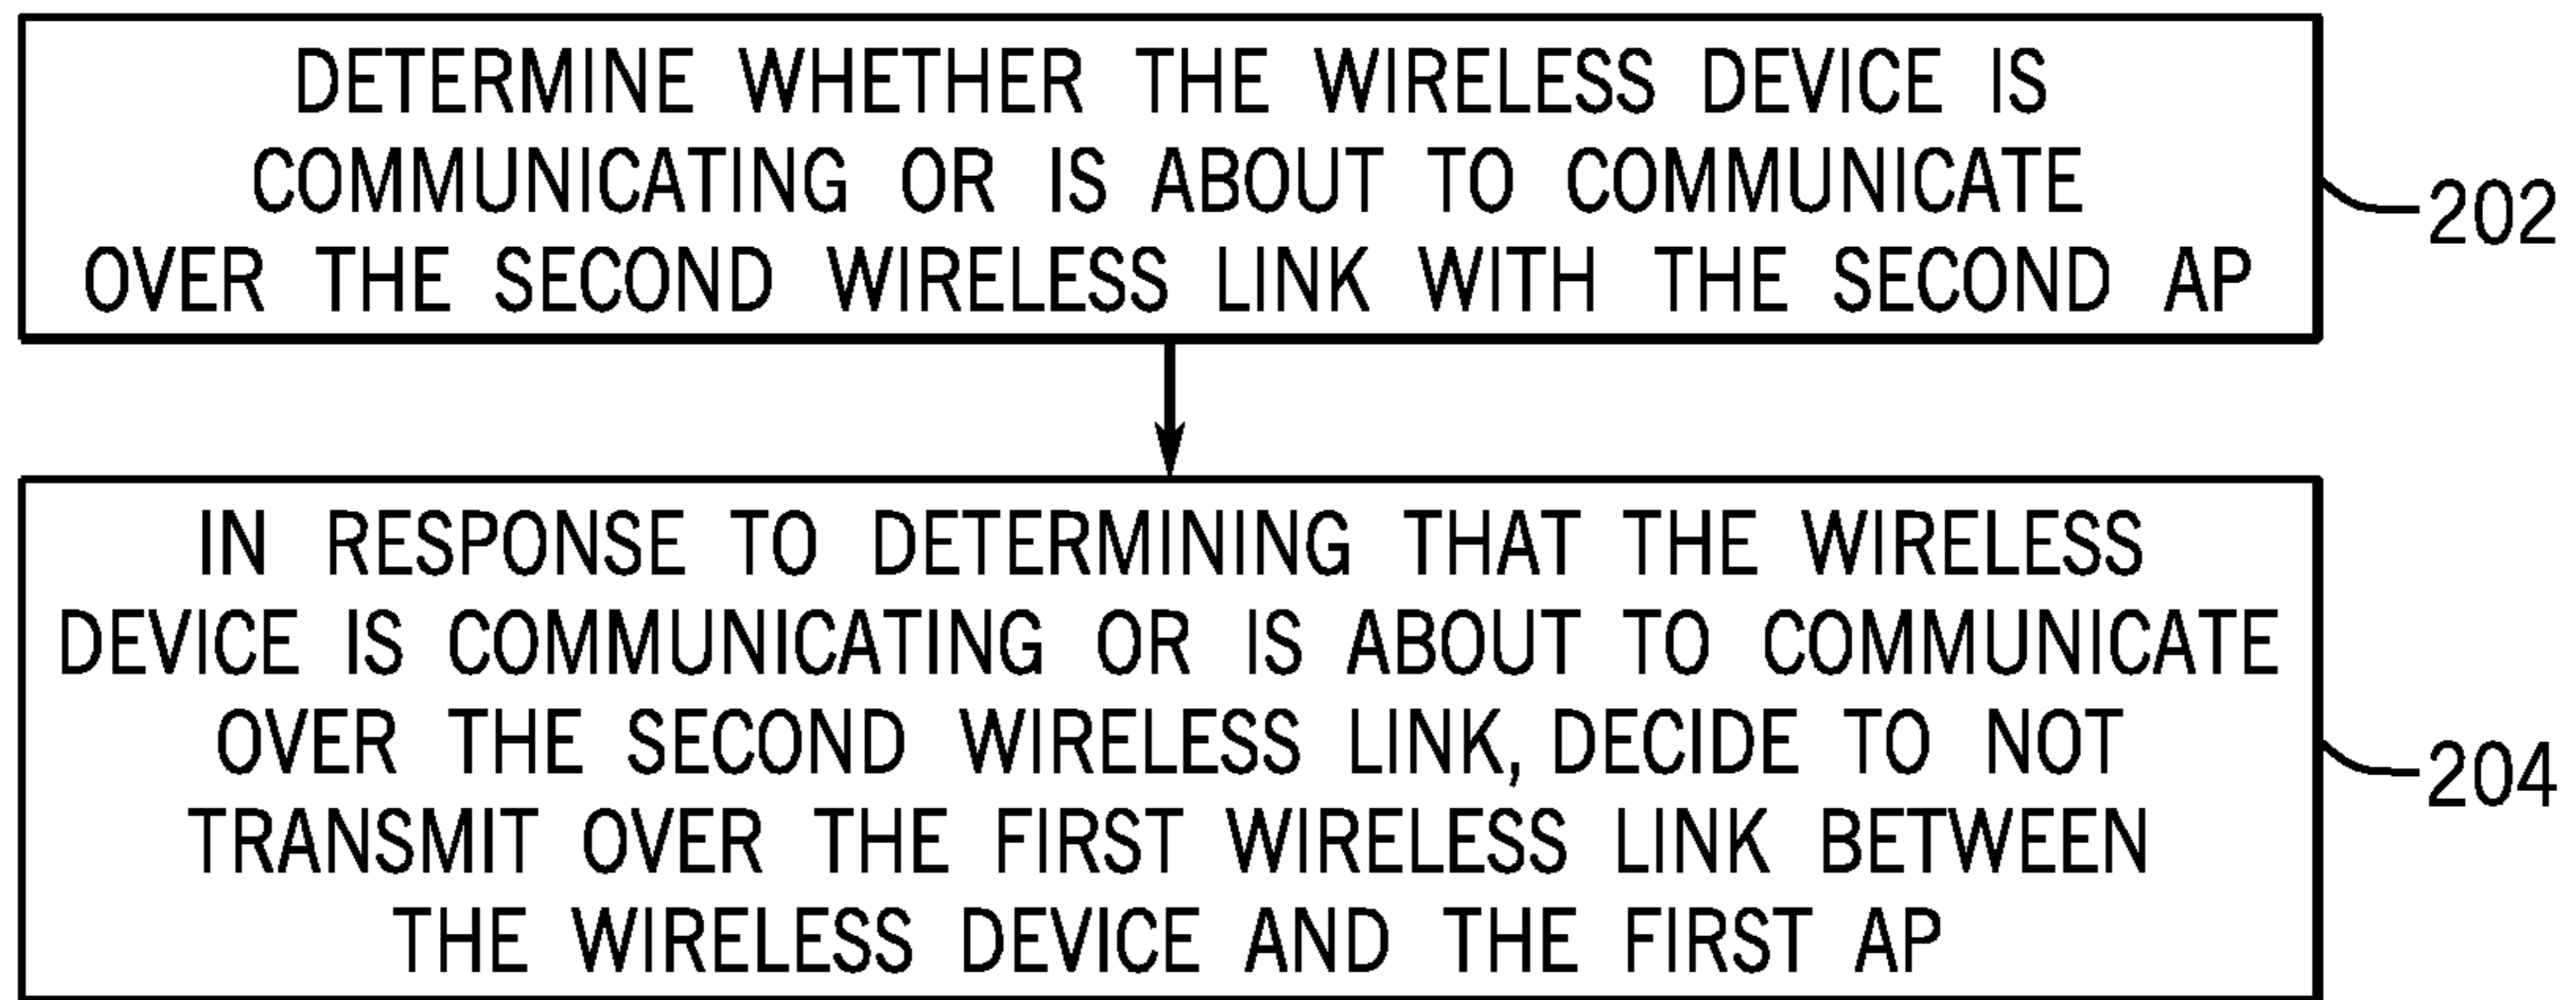 DETERMINE WHETHER THE WIRELESS DEVICE IS
COMMUNICATING OR IS ABOUT TO COMMUNICATE
OVER THE SECOND WIRELESS LINK WITH THE SECOND AP
202
IN RESPONSE TO DETERMINING THAT THE WIRELESS
DEVICE IS COMMUNICATING OR IS ABOUT TO COMMUNICATE
OVER THE SECOND WIRELESS LINK, DECIDE TO NOT
TRANSMIT OVER THE FIRST WIRELESS LINK BETWEEN
THE WIRELESS DEVICE AND THE FIRST AP
204